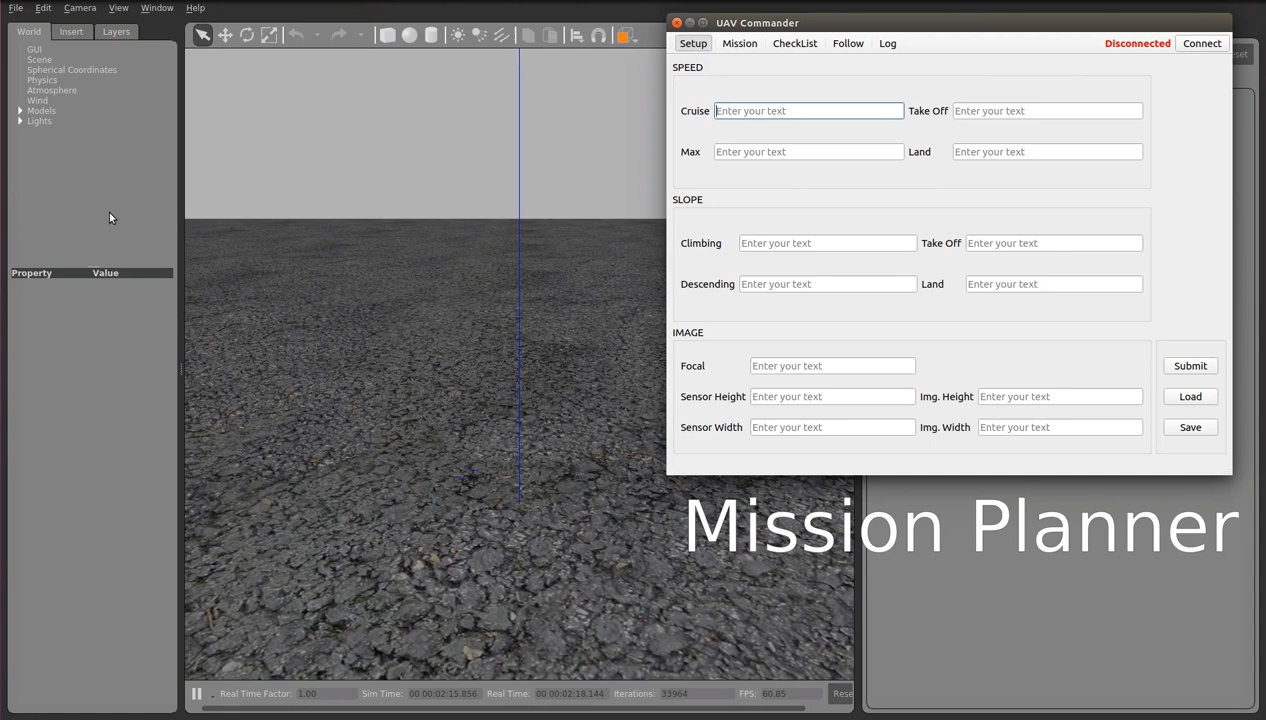 File Edit Camera View Window Help
World Insert Layers
GUI
Scene
Spherical Coordinates
Physics
Atmosphere
Wind
Models
Lights
Property Value
UAV Commander
Setup Mission CheckList Follow Log Disconnected Connect
SPEED
Cruise Enter your text Take Off Enter your text
Max Enter your text Land Enter your text
SLOPE
Climbing Enter your text Take Off Enter your text
Descending Enter your text Land Enter your text
IMAGE
Focal Enter your text Submit
Sensor Height Enter your text Img. Height Enter your text Load
Sensor Width Enter your text Img. Width Enter your text Save
Mission Planner
Real Time Factor: 1.00 Sim Time: 00 00:02:15.856 Real Time: 00 00:02:18.144 Iterations: 33964 FPS: 60.85 Rese